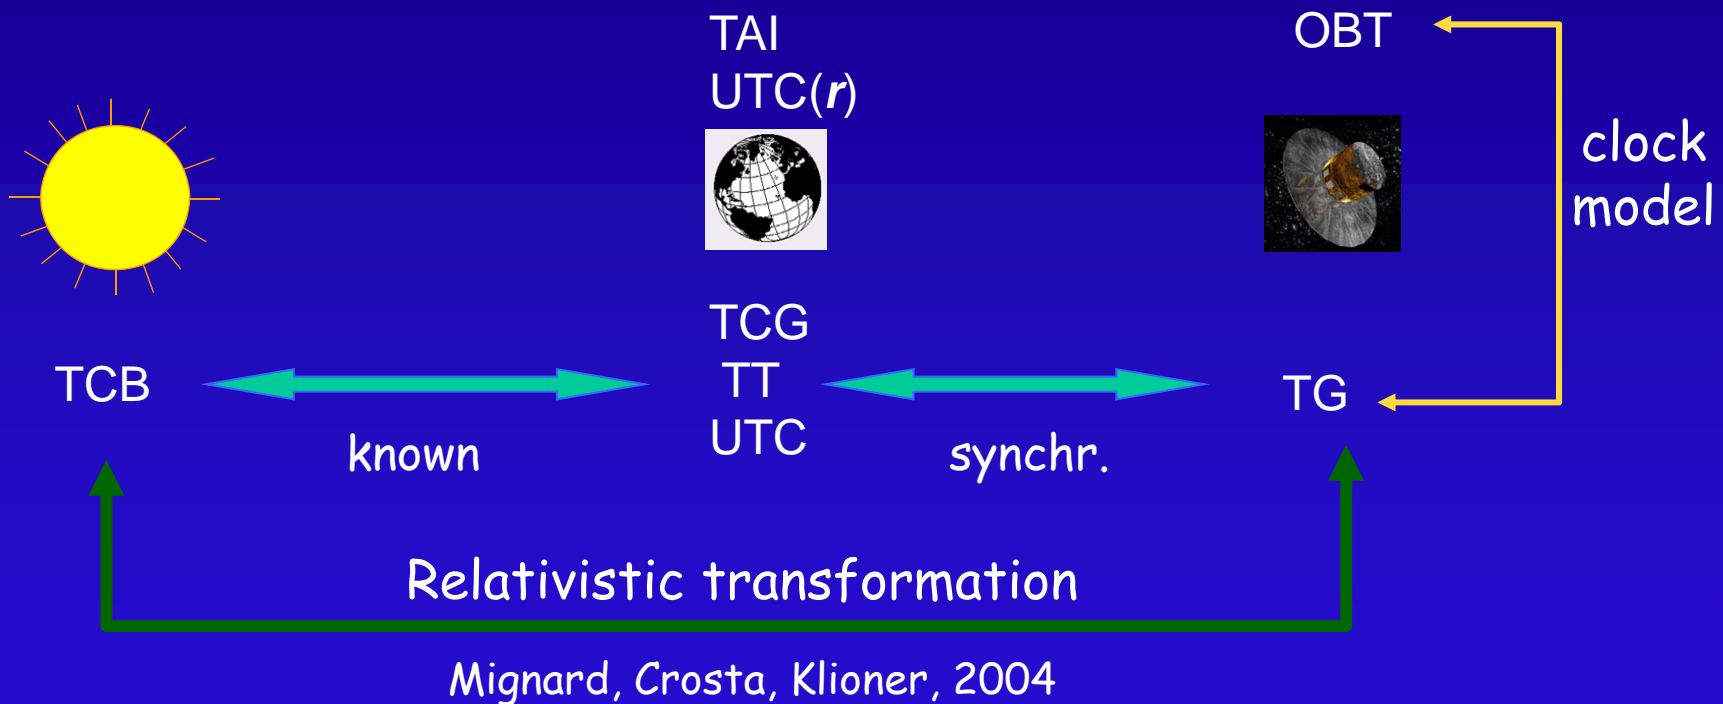 TAI
UTC(r)
OBT
clock
model
TCB
TCG
TT
UTC
TG
known
synchr.
Relativistic transformation
Mignard, Crosta, Klioner, 2004